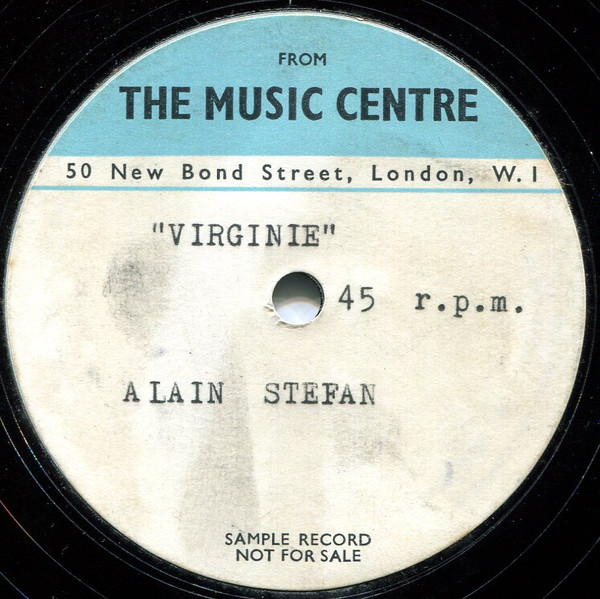 FROM
THE MUSIC CENTRE
50 New Bond Street, London, W.1
"VIRGINIE"
45 r.p.m.
ALAIN STEFAN
SAMPLE RECORD
NOT FOR SALE